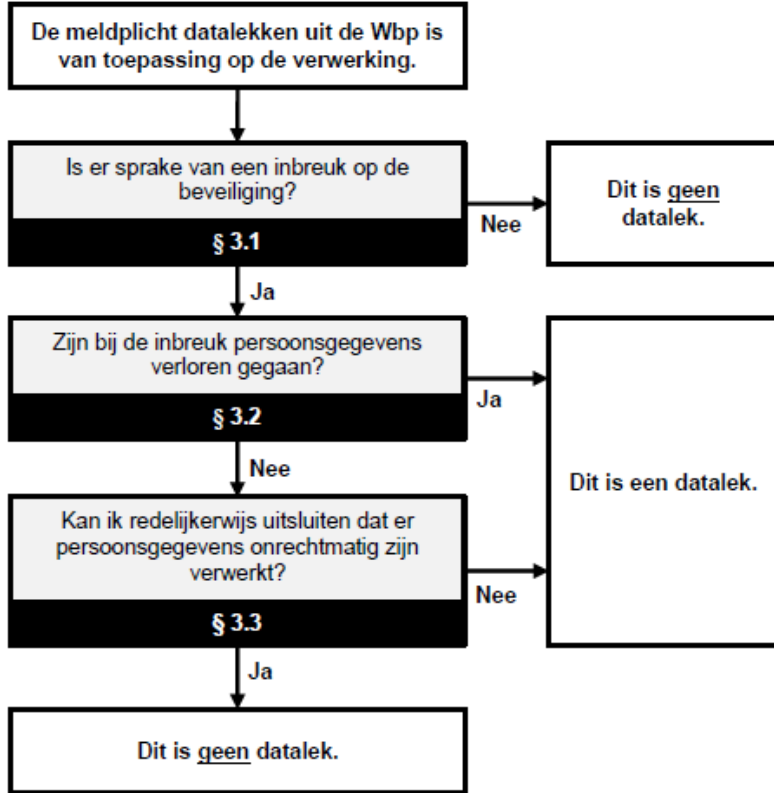 De meldplicht datalekken uit de Wbp is
van toepassing op de verwerking.
Is er sprake van een inbreuk op de
beveiliging?
§ 3.1
Nee
Dit is geen
datalek.
Ja
Zijn bij de inbreuk persoonsgegevens
verloren gegaan?
§ 3.2
Ja
Dit is een datalek.
Nee
Kan ik redelijkerwijs uitsluiten dat er
persoonsgegevens onrechtmatig zijn
verwerkt?
§ 3.3
Nee
Ja
Dit is geen datalek.